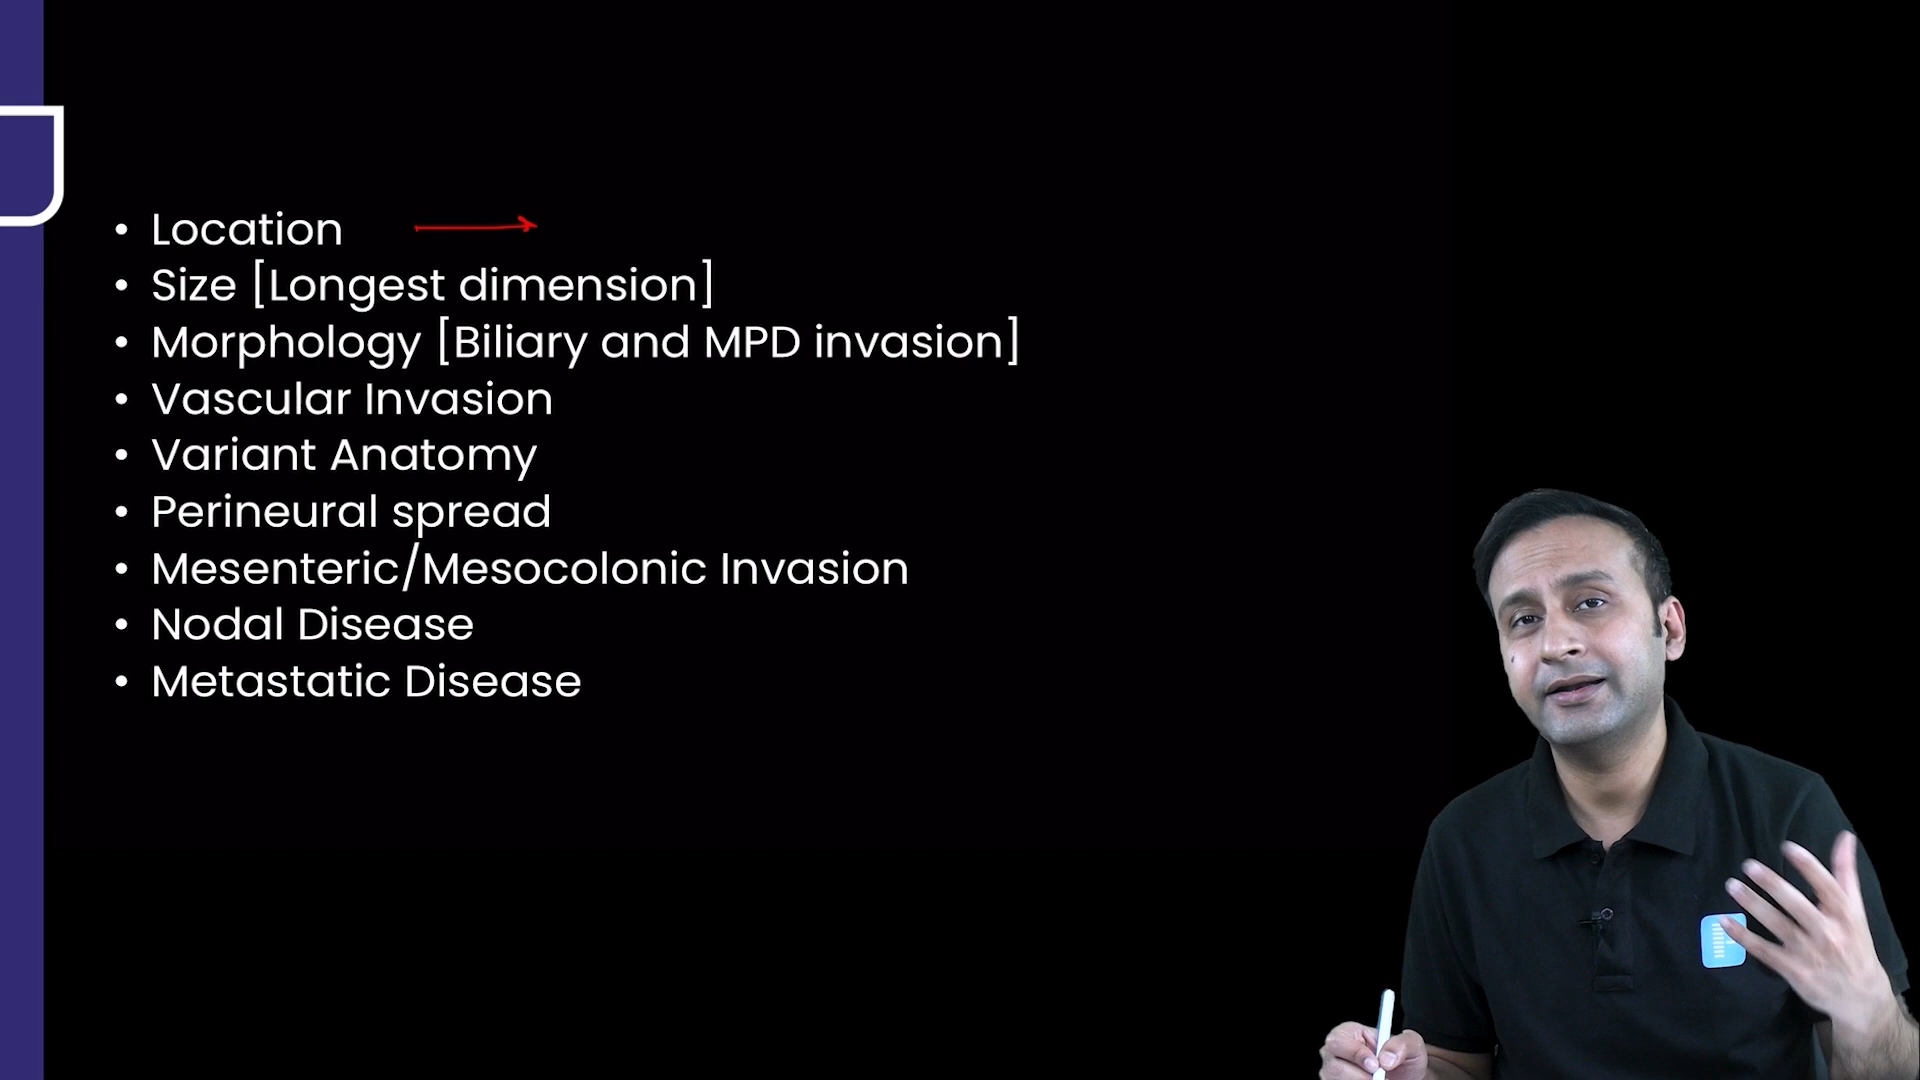 • Location
• Size [Longest dimension]
• Morphology [Biliary and MPD invasion]
• Vascular Invasion
• Variant Anatomy
• Perineural spread
• Mesenteric/Mesocolonic Invasion
• Nodal Disease
• Metastatic Disease